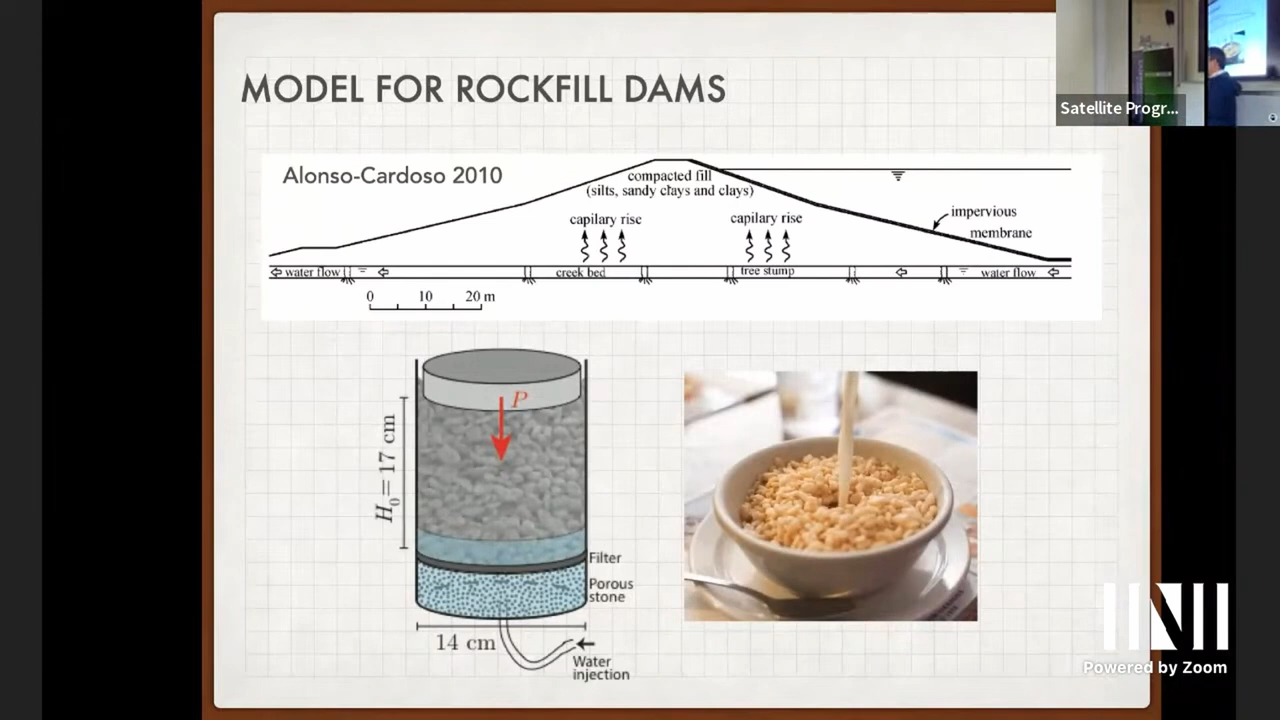 MODEL FOR ROCKFILL DAMS
Satellite Progr...
Alonso-Cardoso 2010
compacted fill
(silts, sandy clays and clays)
capilary rise
capilary rise
impervious
membrane
water flow
creek bed
tree stump
water flow
0 10 20 m
P
H₀= 17 cm
Filter
Porous
stone
14 cm
Water
injection
Powered by Zoom